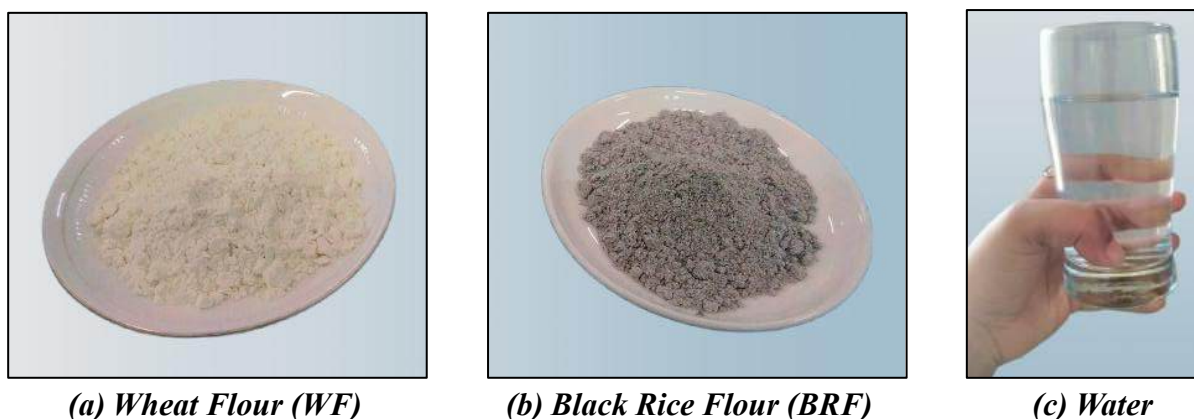 (a) Wheat Flour (WF)
(b) Black Rice Flour (BRF)
(c) Water